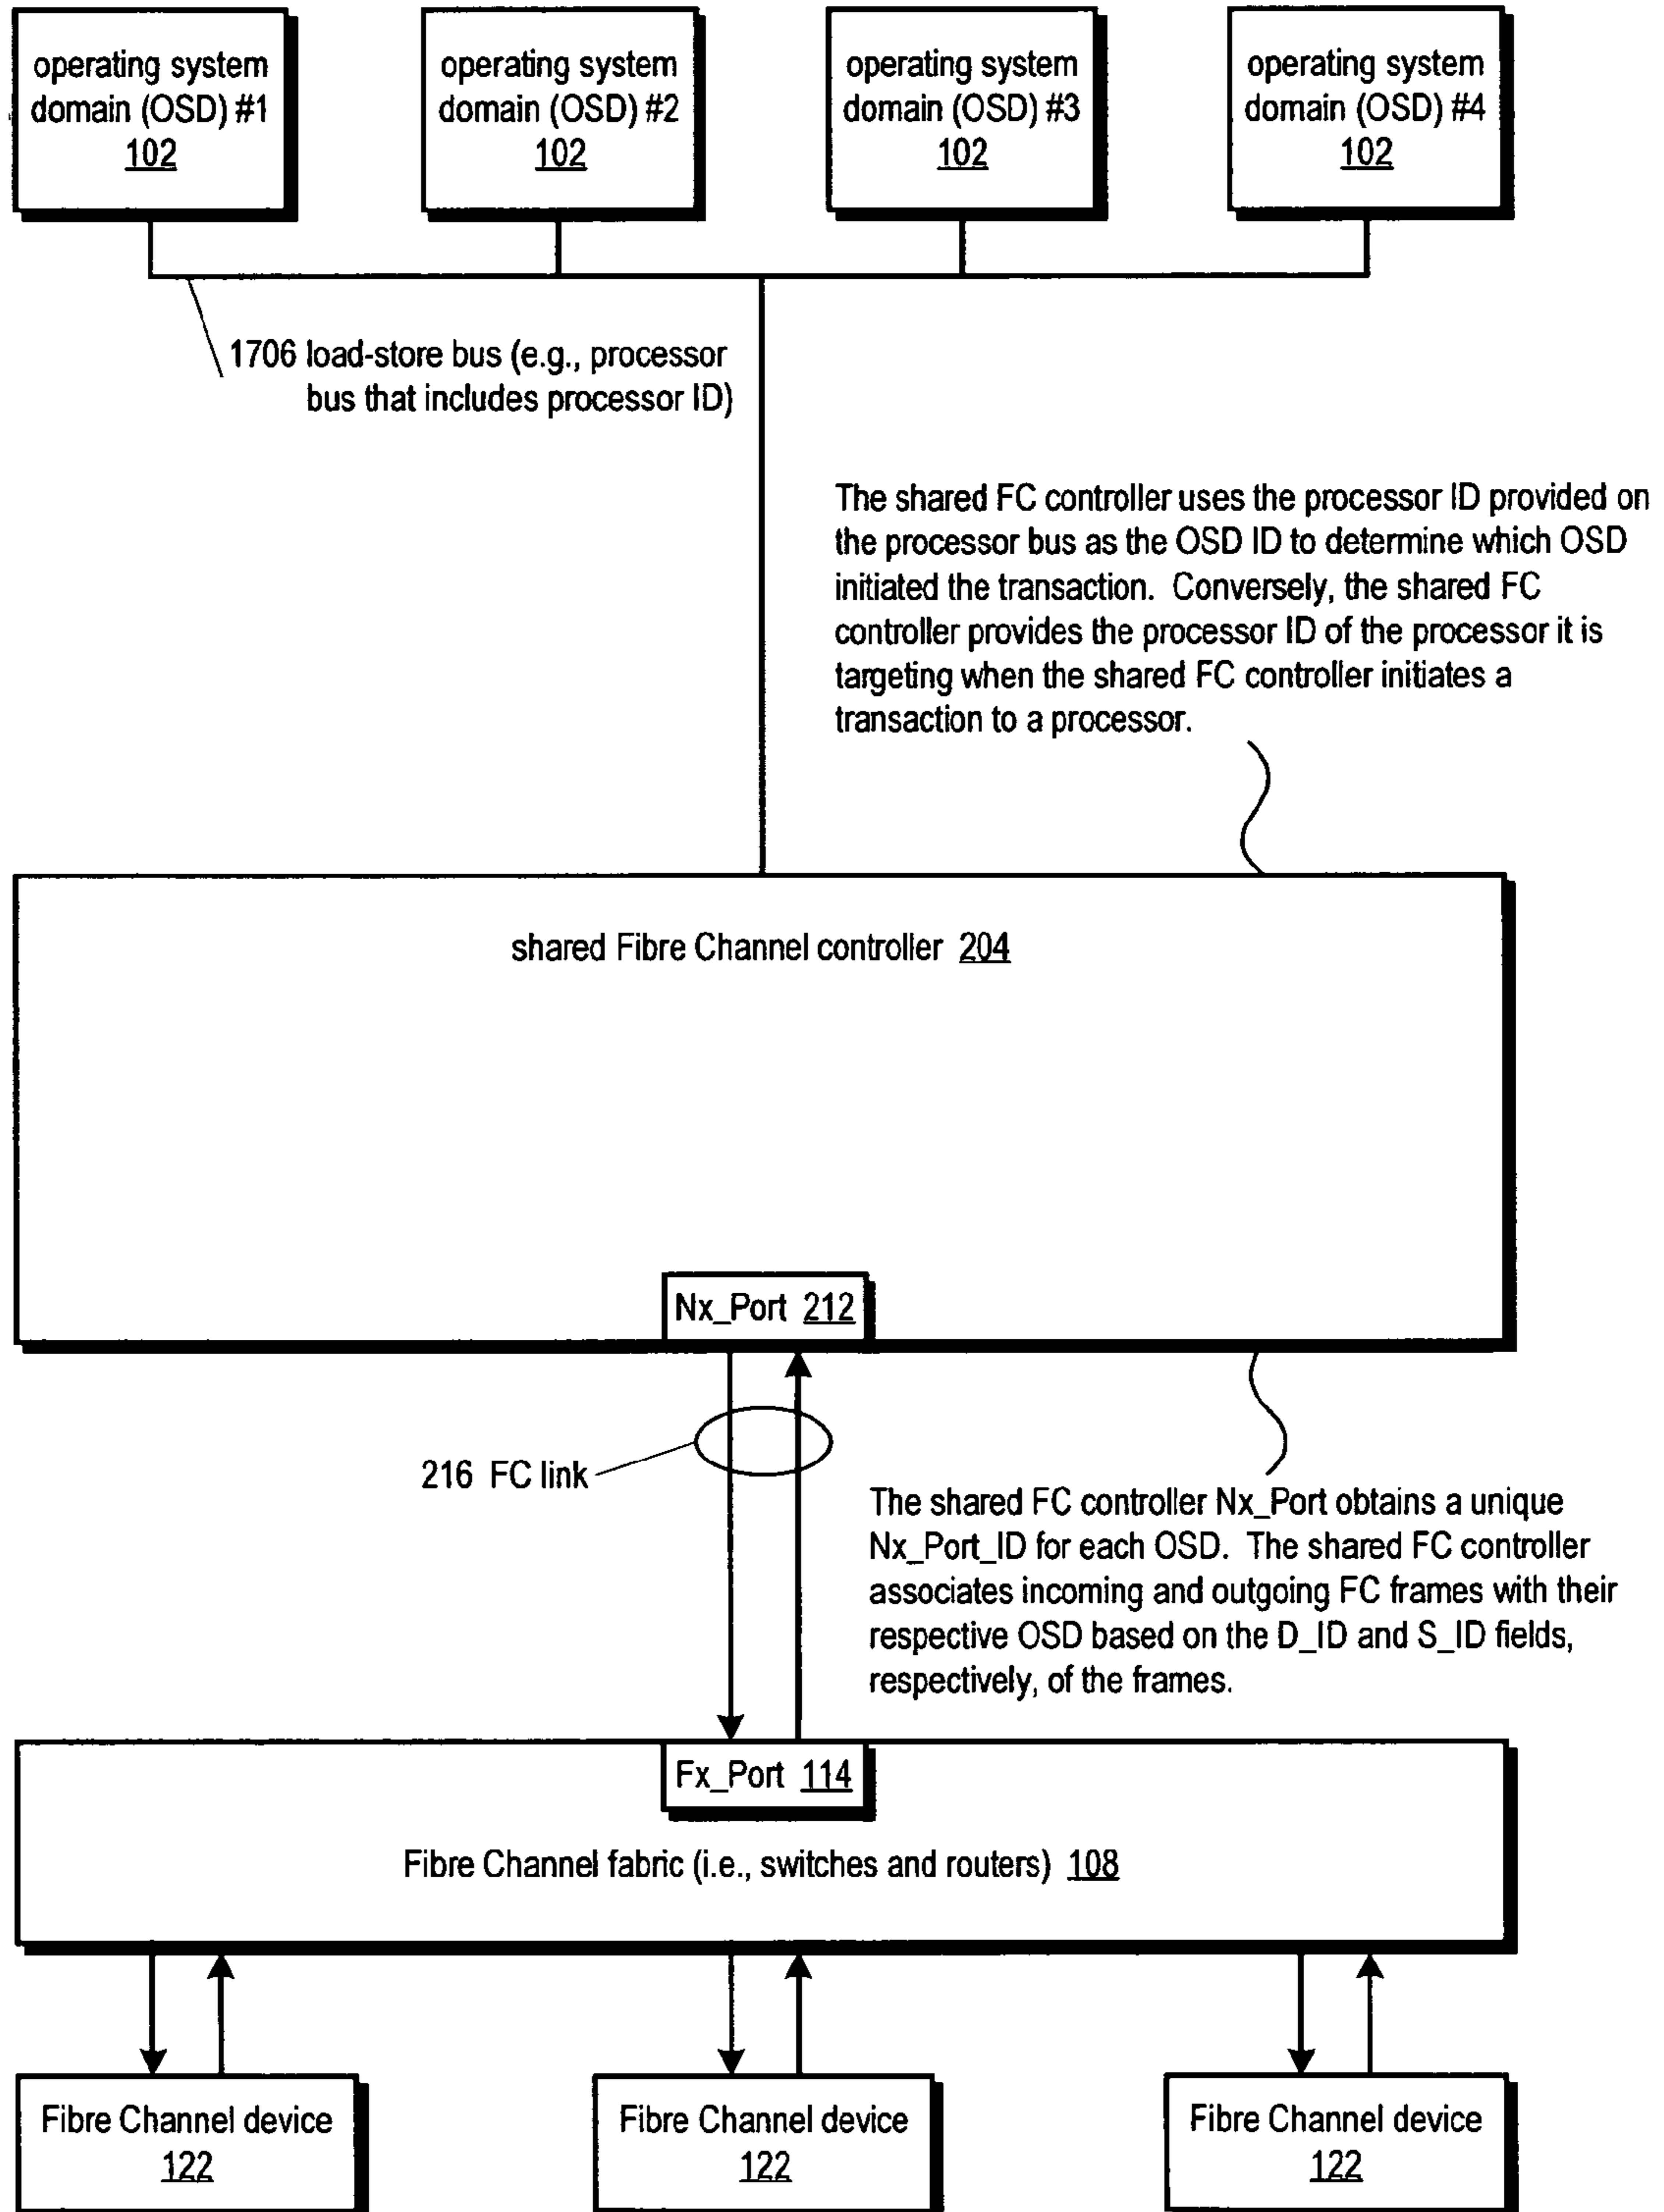 operating system
domain (OSD) #1
102
operating system
domain (OSD) #2
102
operating system
domain (OSD) #3
102
operating system
domain (OSD) #4
102
1706 load-store bus (e.g., processor
bus that includes processor ID)
The shared FC controller uses the processor ID provided on
the processor bus as the OSD ID to determine which OSD
initiated the transaction. Conversely, the shared FC
controller provides the processor ID of the processor it is
targeting when the shared FC controller initiates a
transaction to a processor.
shared Fibre Channel controller 204
Nx_Port 212
216 FC link
The shared FC controller Nx_Port obtains a unique
Nx_Port_ID for each OSD. The shared FC controller
associates incoming and outgoing FC frames with their
respective OSD based on the D_ID and S_ID fields,
respectively, of the frames.
Fx_Port 114
Fibre Channel fabric (i.e., switches and routers) 108
Fibre Channel device
122
Fibre Channel device
122
Fibre Channel device
122